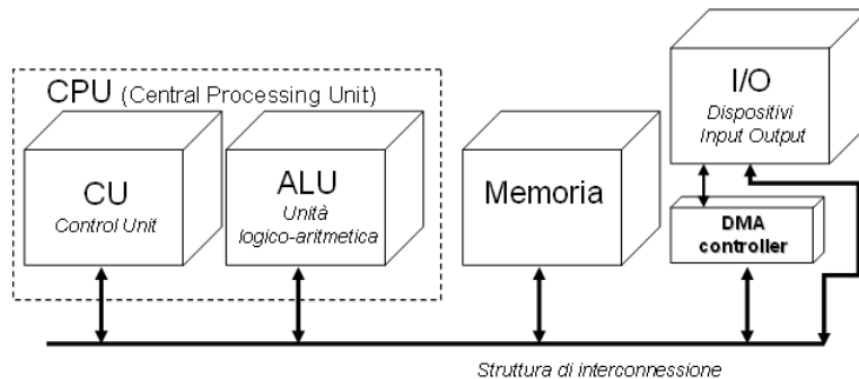 CPU (Central Processing Unit)
CU
Control Unit
ALU
Unità
logico-aritmetica
Memoria
I/O
Dispositivi
Input Output
DMA
controller
Struttura di interconnessione